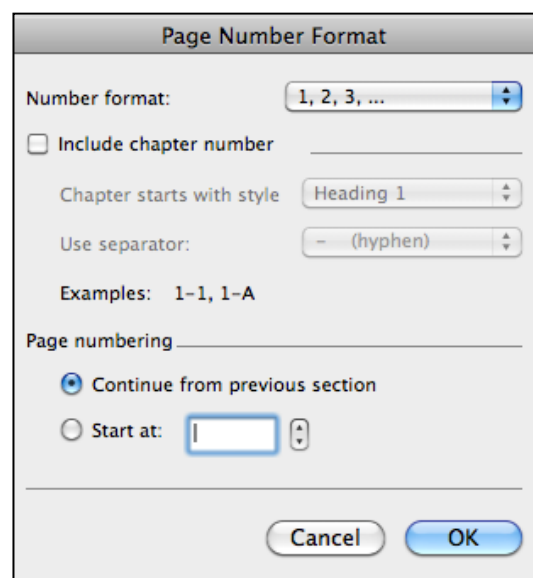 Page Number Format
Number format: 1, 2, 3, ...
Include chapter number
Chapter starts with style Heading 1
Use separator: - (hyphen)
Examples: 1-1, 1-A
Page numbering
Continue from previous section
Start at:
Cancel OK